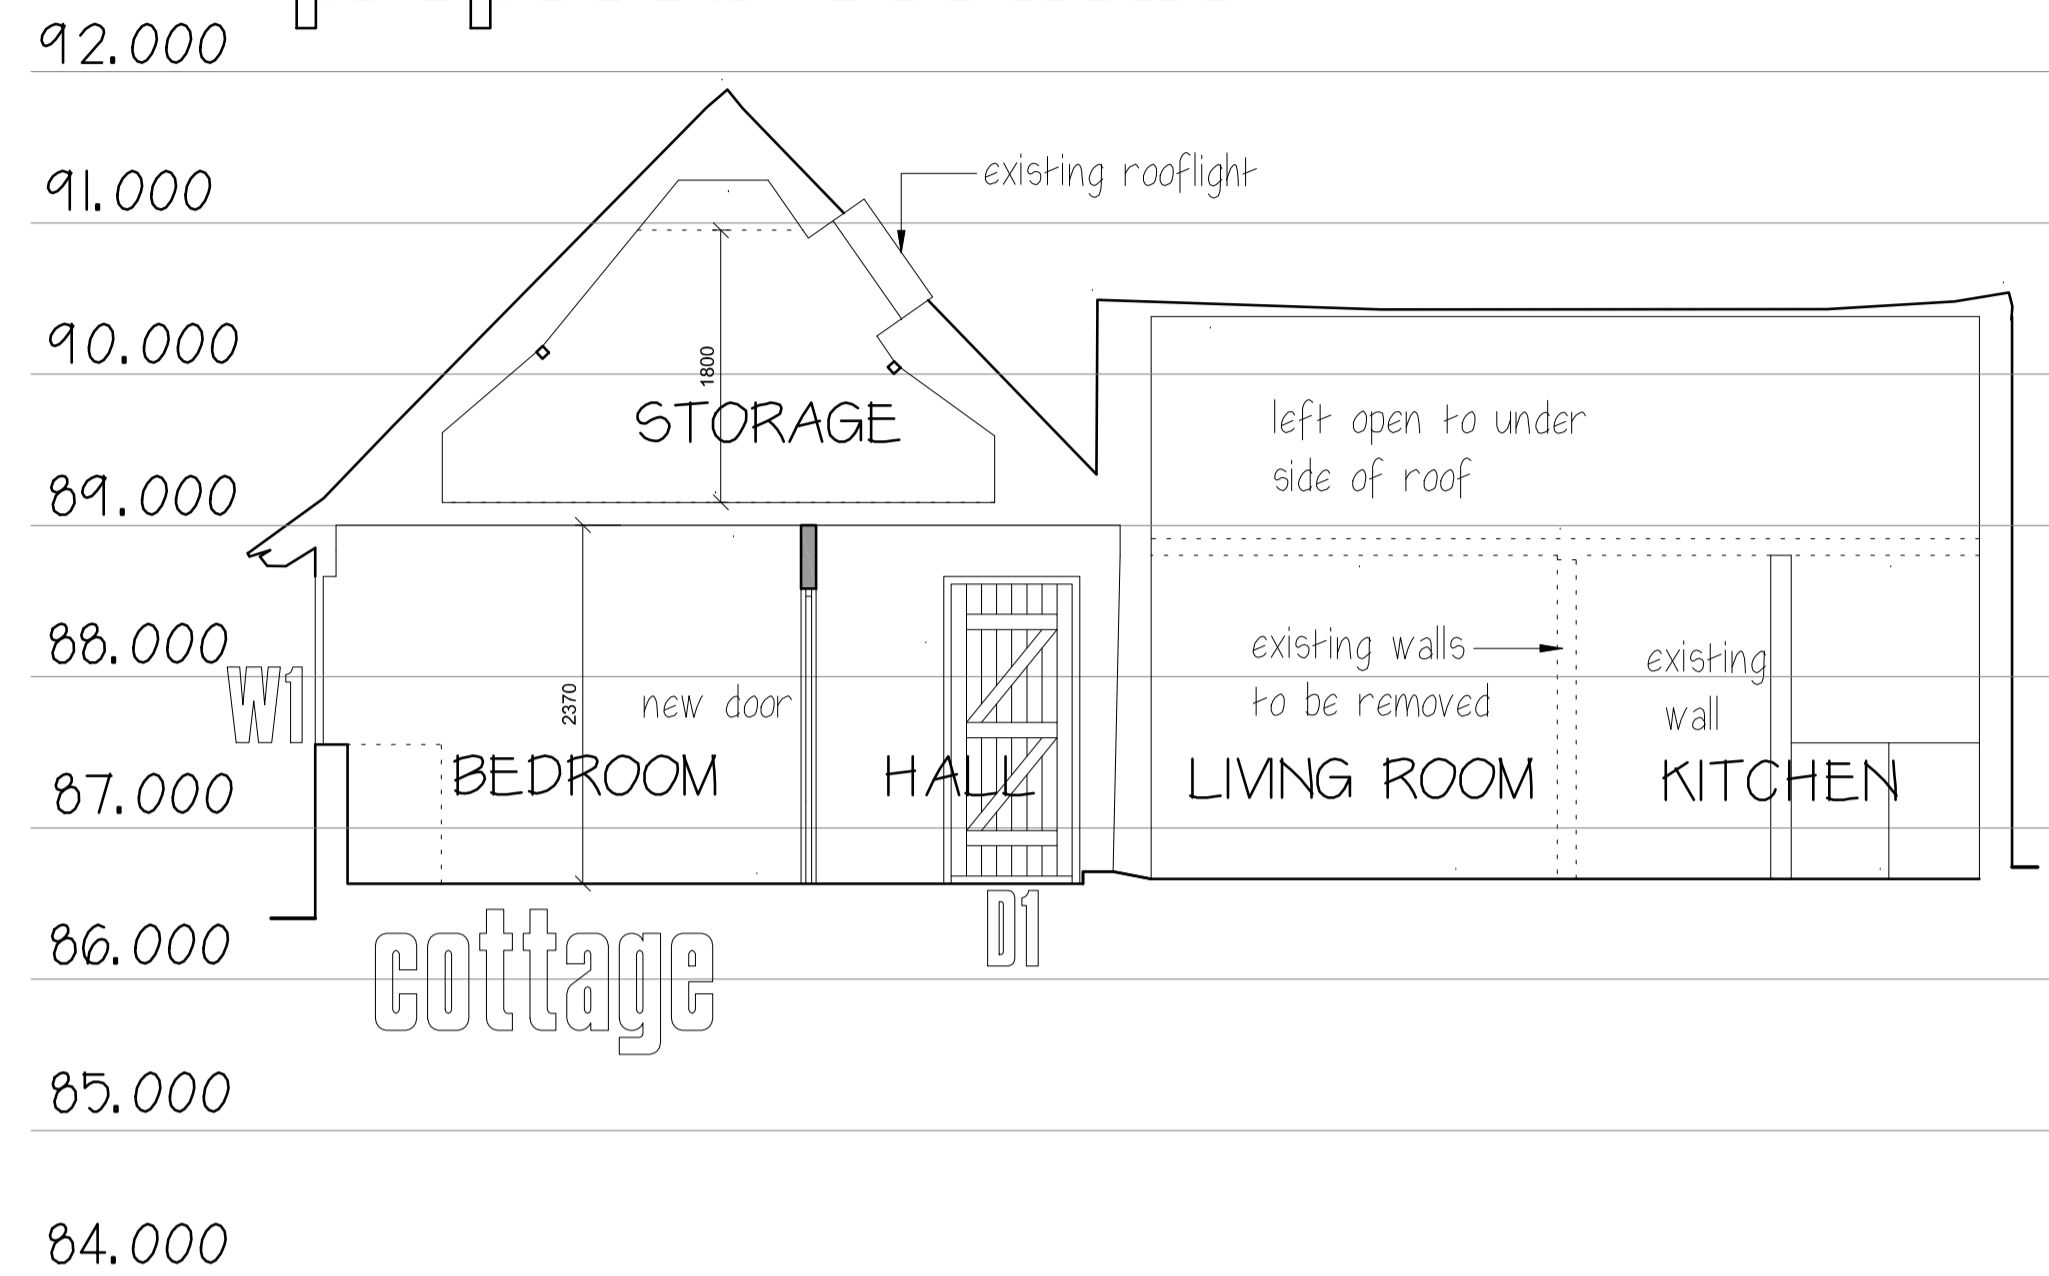 92.000
91.000
existing rooflight
90.000
1800
STORAGE
left open to under
side of roof
89.000
88.000
W1
2370
new door
existing walls
to be removed
existing
wall
87.000
BEDROOM
HALL
LIVING ROOM
KITCHEN
86.000
D1
cottage
85.000
84.000